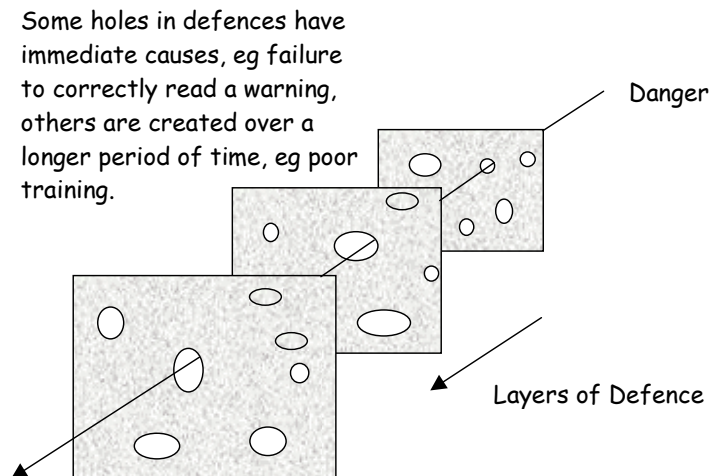 Some holes in defences have
immediate causes, eg failure
to correctly read a warning,
others are created over a
longer period of time, eg poor
training.
Danger
Layers of Defence